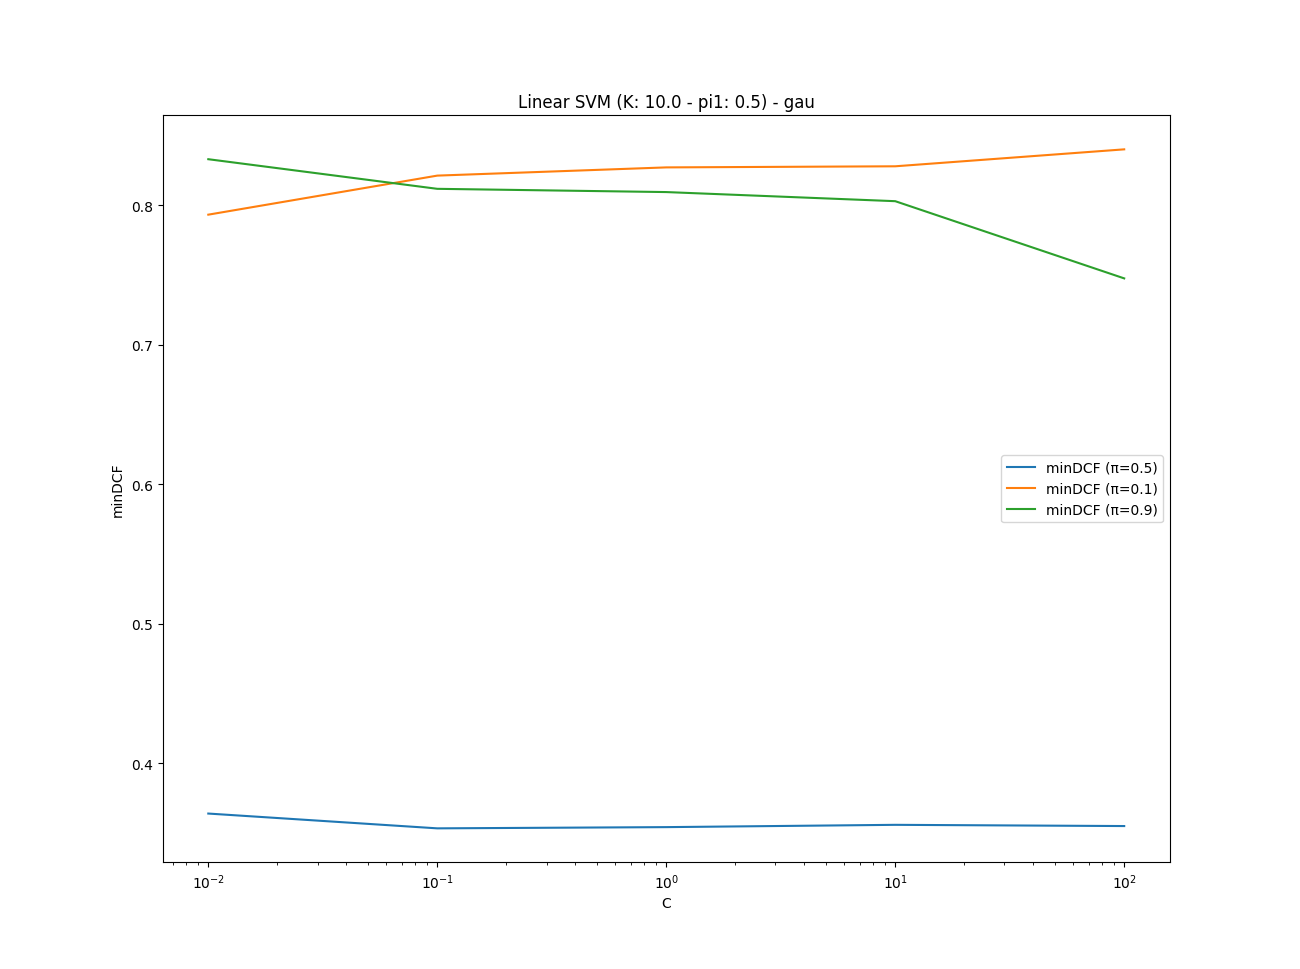 Linear SVM (K: 10.0 - pi1: 0.5) - gau
0.8
0.7
0.6
0.5
0.4
minDCF
minDCF (π=0.5)
minDCF (π=0.1)
minDCF (π=0.9)
10⁻² 10⁻¹ 10⁰ 10¹ 10²
C